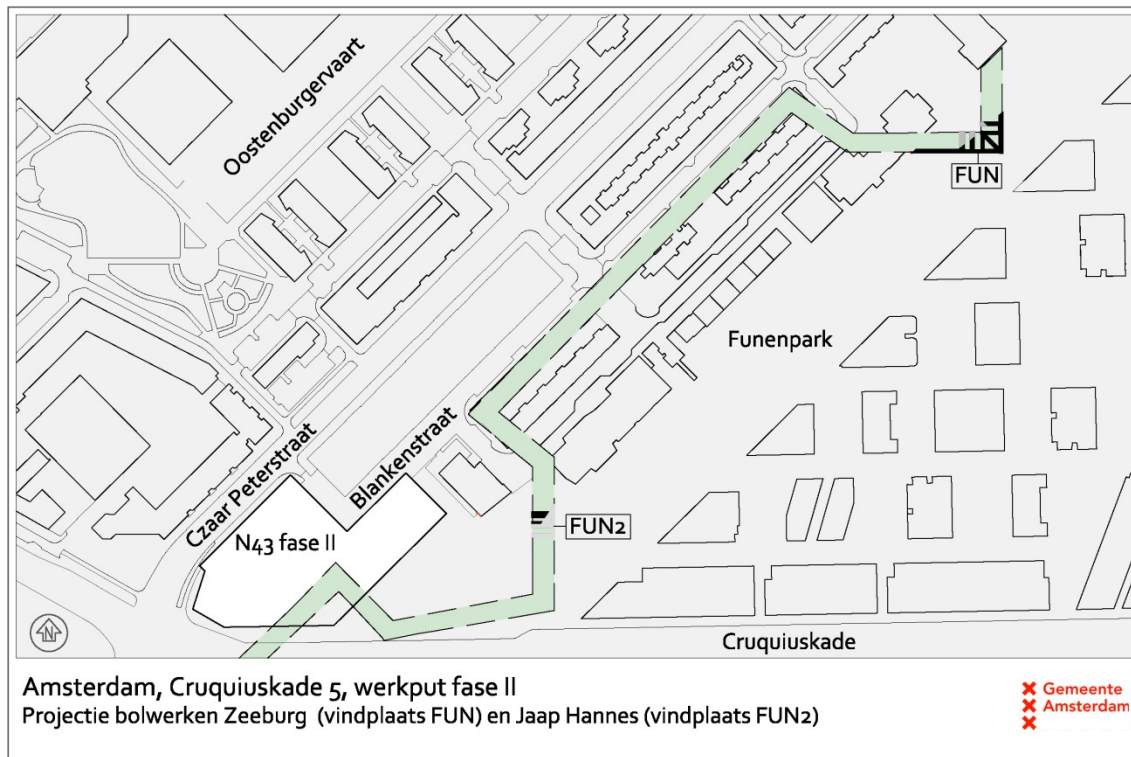 Oostenburgervaart
FUN
Funenpark
Czaar Peterstraat
Blankenstraat
FUN2
N43 fase II
N
Cruquiuskade
Amsterdam, Cruquiuskade 5, werkput fase II
Projectie bolwerken Zeeburg (vindplaats FUN) en Jaap Hannes (vindplaats FUN2)
Gemeente
Amsterdam